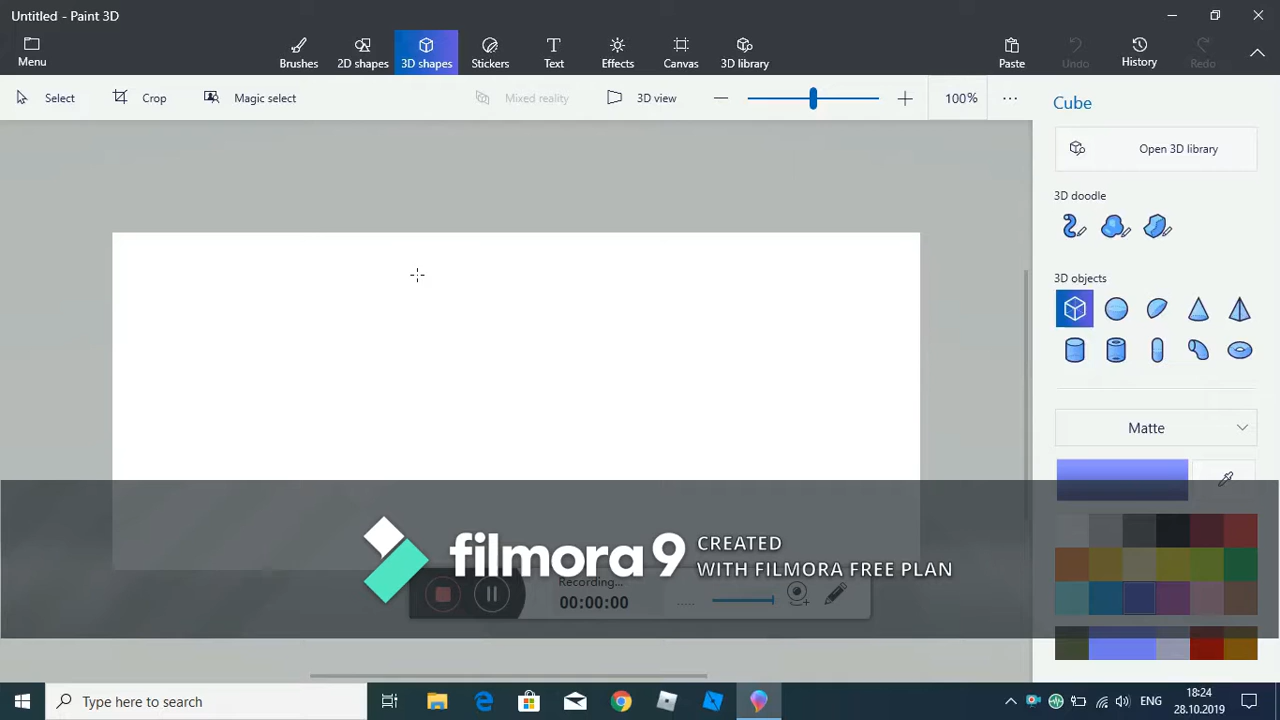 Untitled - Paint 3D
Menu
Brushes
2D shapes
3D shapes
Stickers
Text
Effects
Canvas
3D library
Paste
Undo
History
Redo
Select
Crop
Magic select
Mixed reality
3D view
100%
Cube
Open 3D library
3D doodle
3D objects
Matte
filmora 9
CREATED
WITH FILMORA FREE PLAN
Recording...
00:00:00
Type here to search
ENG
18:24
28.10.2019